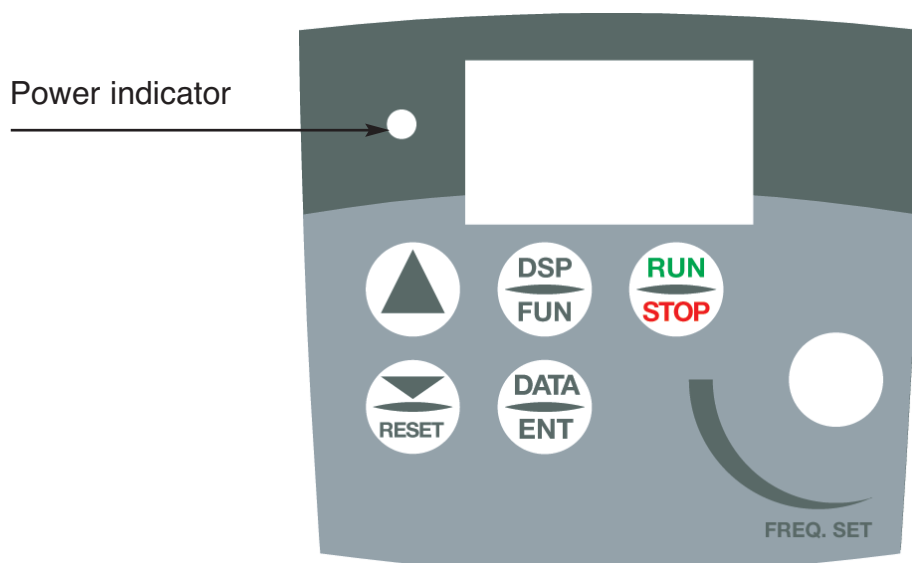 Power indicator
DSP
FUN
RUN
STOP
RESET
DATA
ENT
FREQ. SET